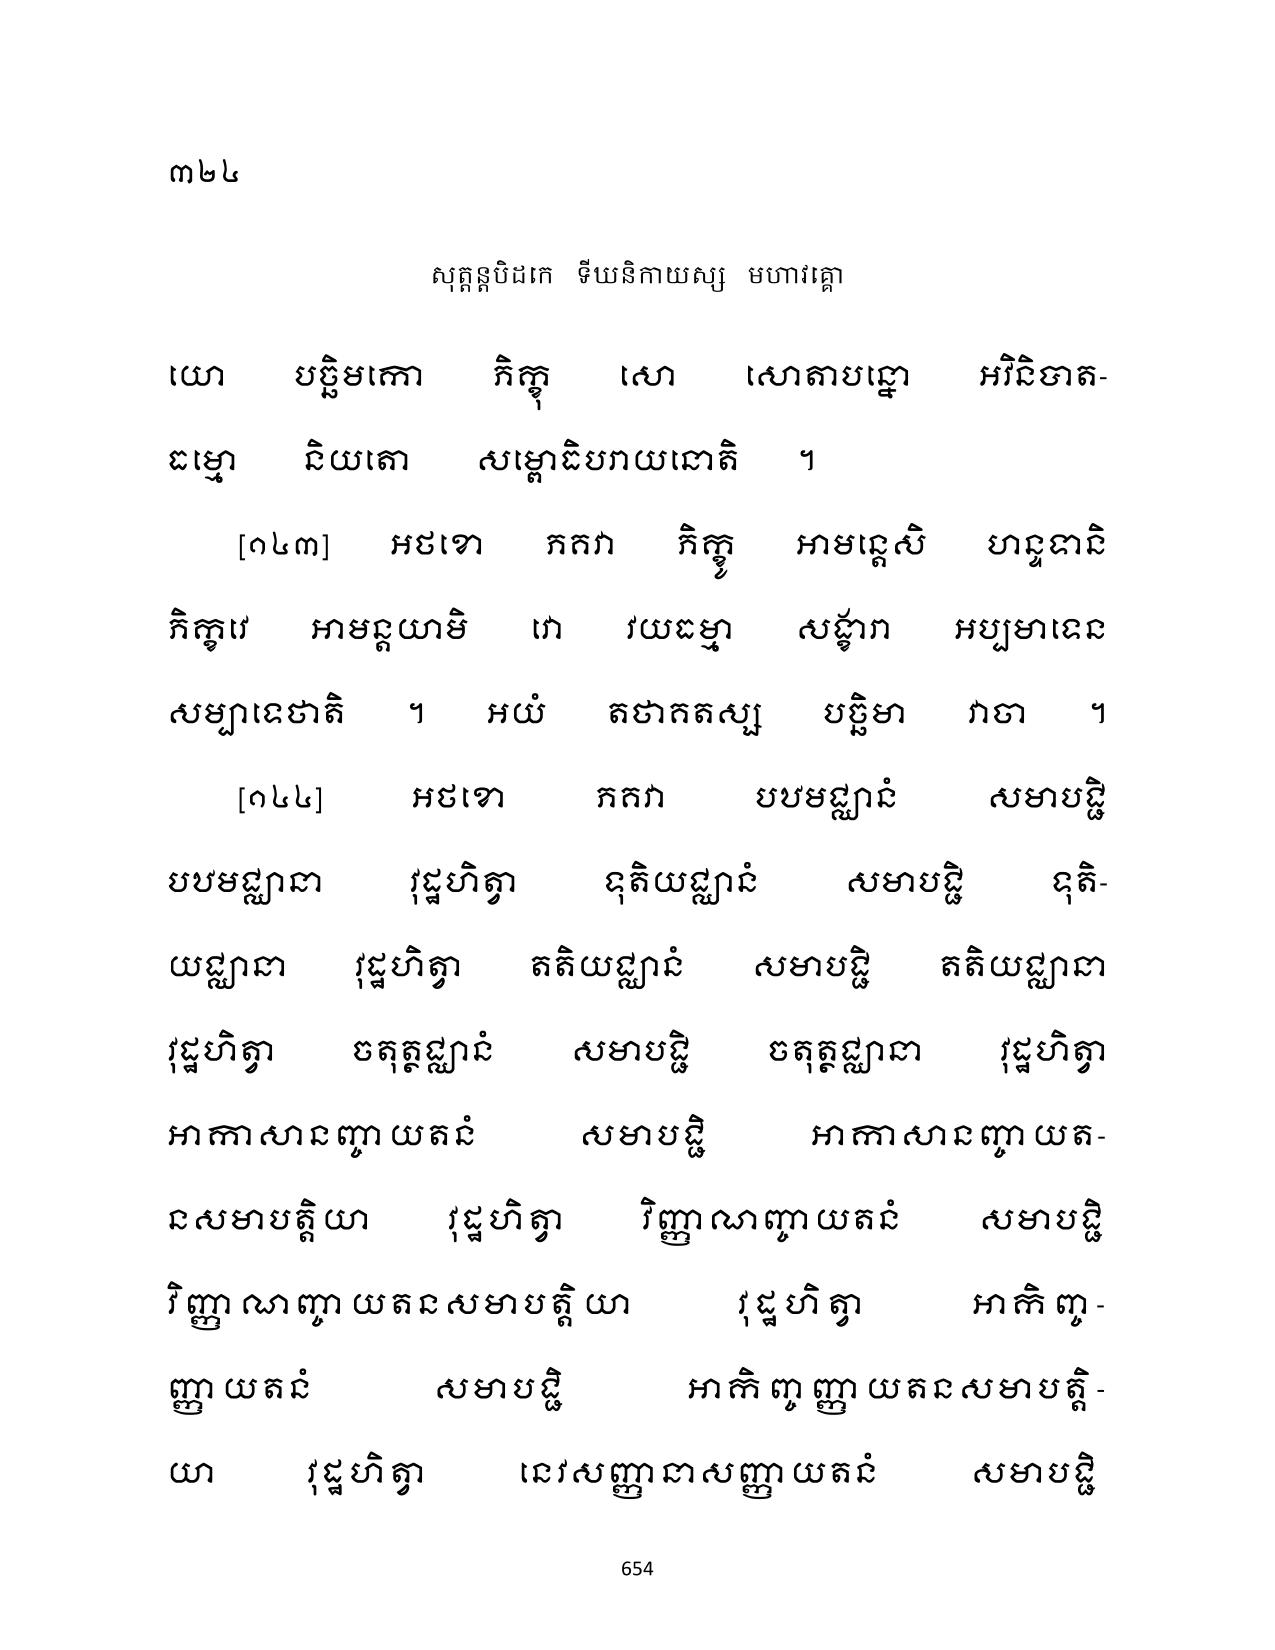 ៣២៤
សុត្តន្តបិដកេ ទីឃនិកាយស្ស មហាវគ្គោ
យោ បច្ឆិមកោ ភិក្ខុ សោ សោតាបន្នោ អវិនិបាត-
ធម្មោ និយតោ សម្ពោធិបរាយនោតិ ។
[១៤៣] អថខោ ភគវា ភិក្ខូ អាមន្តេសិ ហន្ទទានិ
ភិក្ខវេ អាមន្តយាមិ វោ វយធម្មា សង្ខារា អប្បមាទេន
សម្បាទេថាតិ ។ អយំ តថាគតស្ស បច្ឆិមា វាចា ។
[១៤៤] អថខោ ភគវា បឋមជ្ឈានំ សមាបជ្ជិ
បឋមជ្ឈានា វុដ្ឋហិត្វា ទុតិយជ្ឈានំ សមាបជ្ជិ ទុតិ-
យជ្ឈានា វុដ្ឋហិត្វា តតិយជ្ឈានំ សមាបជ្ជិ តតិយជ្ឈានា
វុដ្ឋហិត្វា ចតុត្ថជ្ឈានំ សមាបជ្ជិ ចតុត្ថជ្ឈានា វុដ្ឋហិត្វា
អាកាសានញ្ចាយតនំ សមាបជ្ជិ អាកាសានញ្ចាយត-
នសមាបត្តិយា វុដ្ឋហិត្វា វិញ្ញាណញ្ចាយតនំ សមាបជ្ជិ
វិញ្ញាណញ្ចាយតនសមាបត្តិយា វុដ្ឋហិត្វា អាកិញ្ច-
ញ្ញាយតនំ សមាបជ្ជិ អាកិញ្ចញ្ញាយតនសមាបត្តិ-
យា វុដ្ឋហិត្វា នេវសញ្ញានាសញ្ញាយតនំ សមាបជ្ជិ
654